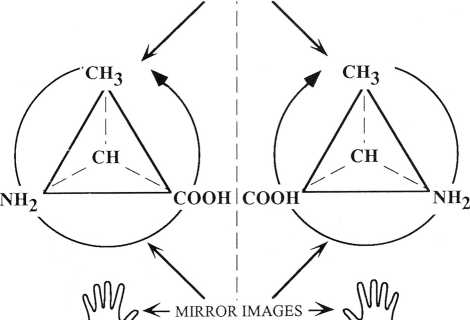 CH₃ CH₃
CH CH
NH₂ COOH COOH NH₂
MIRROR IMAGES